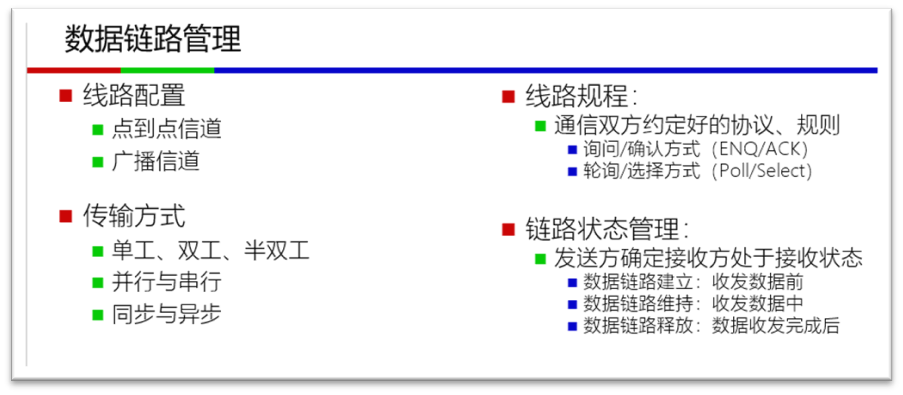 数据链路管理
线路配置
点到点信道
广播信道
传输方式
单工、双工、半双工
并行与串行
同步与异步
线路规程：
通信双方约定好的协议、规则
询问/确认方式（ENQ/ACK）
轮询/选择方式（Poll/Select）
链路状态管理：
发送方确定接收方处于接收状态
数据链路建立：收发数据前
数据链路维持：收发数据中
数据链路释放：数据收发完成后